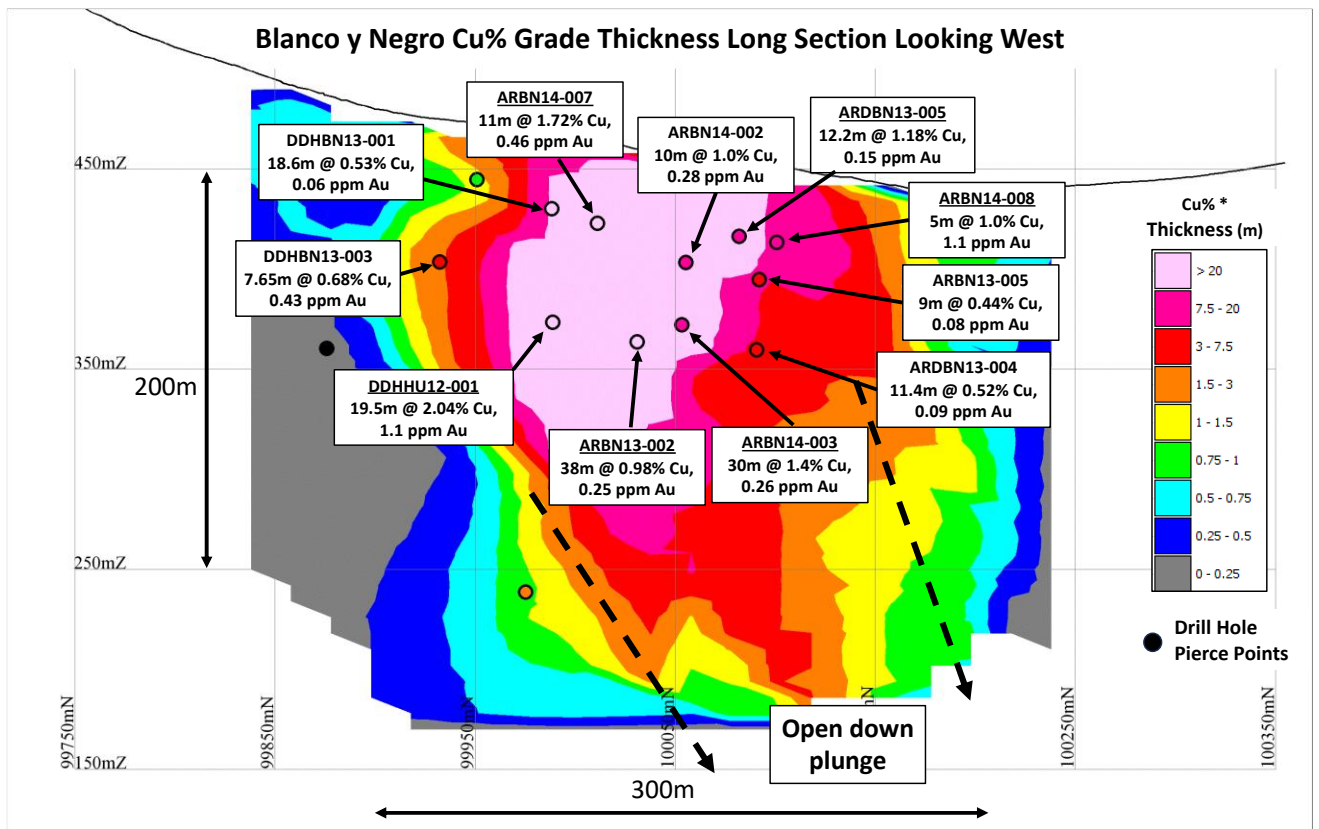 Blanco y Negro Cu% Grade Thickness Long Section Looking West
ARBN14-007
11m @ 1.72% Cu,
0.46 ppm Au
ARDBN13-005
12.2m @ 1.18% Cu,
0.15 ppm Au
DDHBN13-001
18.6m @ 0.53% Cu,
0.06 ppm Au
ARBN14-002
10m @ 1.0% Cu,
0.28 ppm Au
ARBN14-008
5m @ 1.0% Cu,
1.1 ppm Au
DDHBN13-003
7.65m @ 0.68% Cu,
0.43 ppm Au
ARBN13-005
9m @ 0.44% Cu,
0.08 ppm Au
ARDBN13-004
11.4m @ 0.52% Cu,
0.09 ppm Au
DDHHU12-001
19.5m @ 2.04% Cu,
1.1 ppm Au
ARBN13-002
38m @ 0.98% Cu,
0.25 ppm Au
ARBN14-003
30m @ 1.4% Cu,
0.26 ppm Au
450mZ
350mZ
250mZ
150mZ
200m
300m
99750mN
99850mN
99950mN
100050mN
100250mN
100350mN
Open down
plunge
Cu% *
Thickness (m)
> 20
7.5 - 20
3 - 7.5
1.5 - 3
1 - 1.5
0.75 - 1
0.5 - 0.75
0.25 - 0.5
0 - 0.25
Drill Hole
Pierce Points